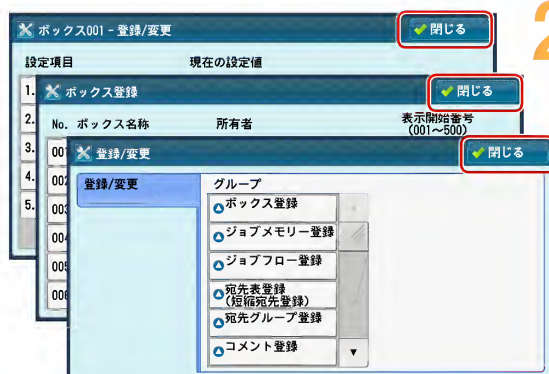 ボックス001 - 登録/変更
閉じる
2
設定項目 現在の設定値
1.
ボックス登録
閉じる
2.
No. ボックス名称 所有者 表示開始番号
(001～500)
3.
001
登録/変更
閉じる
4.
002
登録/変更
グループ
5.
003
ボックス登録
004
ジョブメモリー登録
005
ジョブフロー登録
006
宛先表登録
(短縮宛先登録)
宛先グループ登録
コメント登録